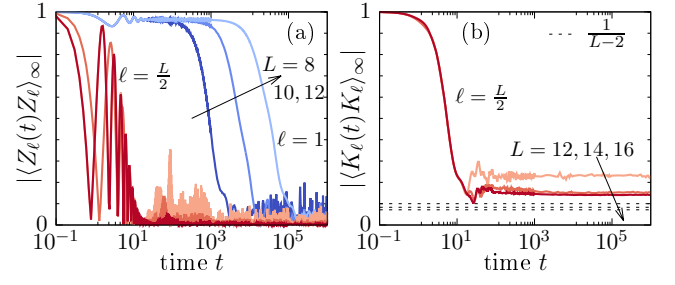 (a)
1
0
|⟨Z_ℓ(t)Z_ℓ⟩_∞|
ℓ = L/2
L = 8
10, 12
ℓ = 1
10^{-1} 10^1 10^3 10^5
time t
(b)
1
0
|⟨K_ℓ(t)K_ℓ⟩_∞|
1/(L−2)
ℓ = L/2
L = 12, 14, 16
10^{-1} 10^1 10^3 10^5
time t